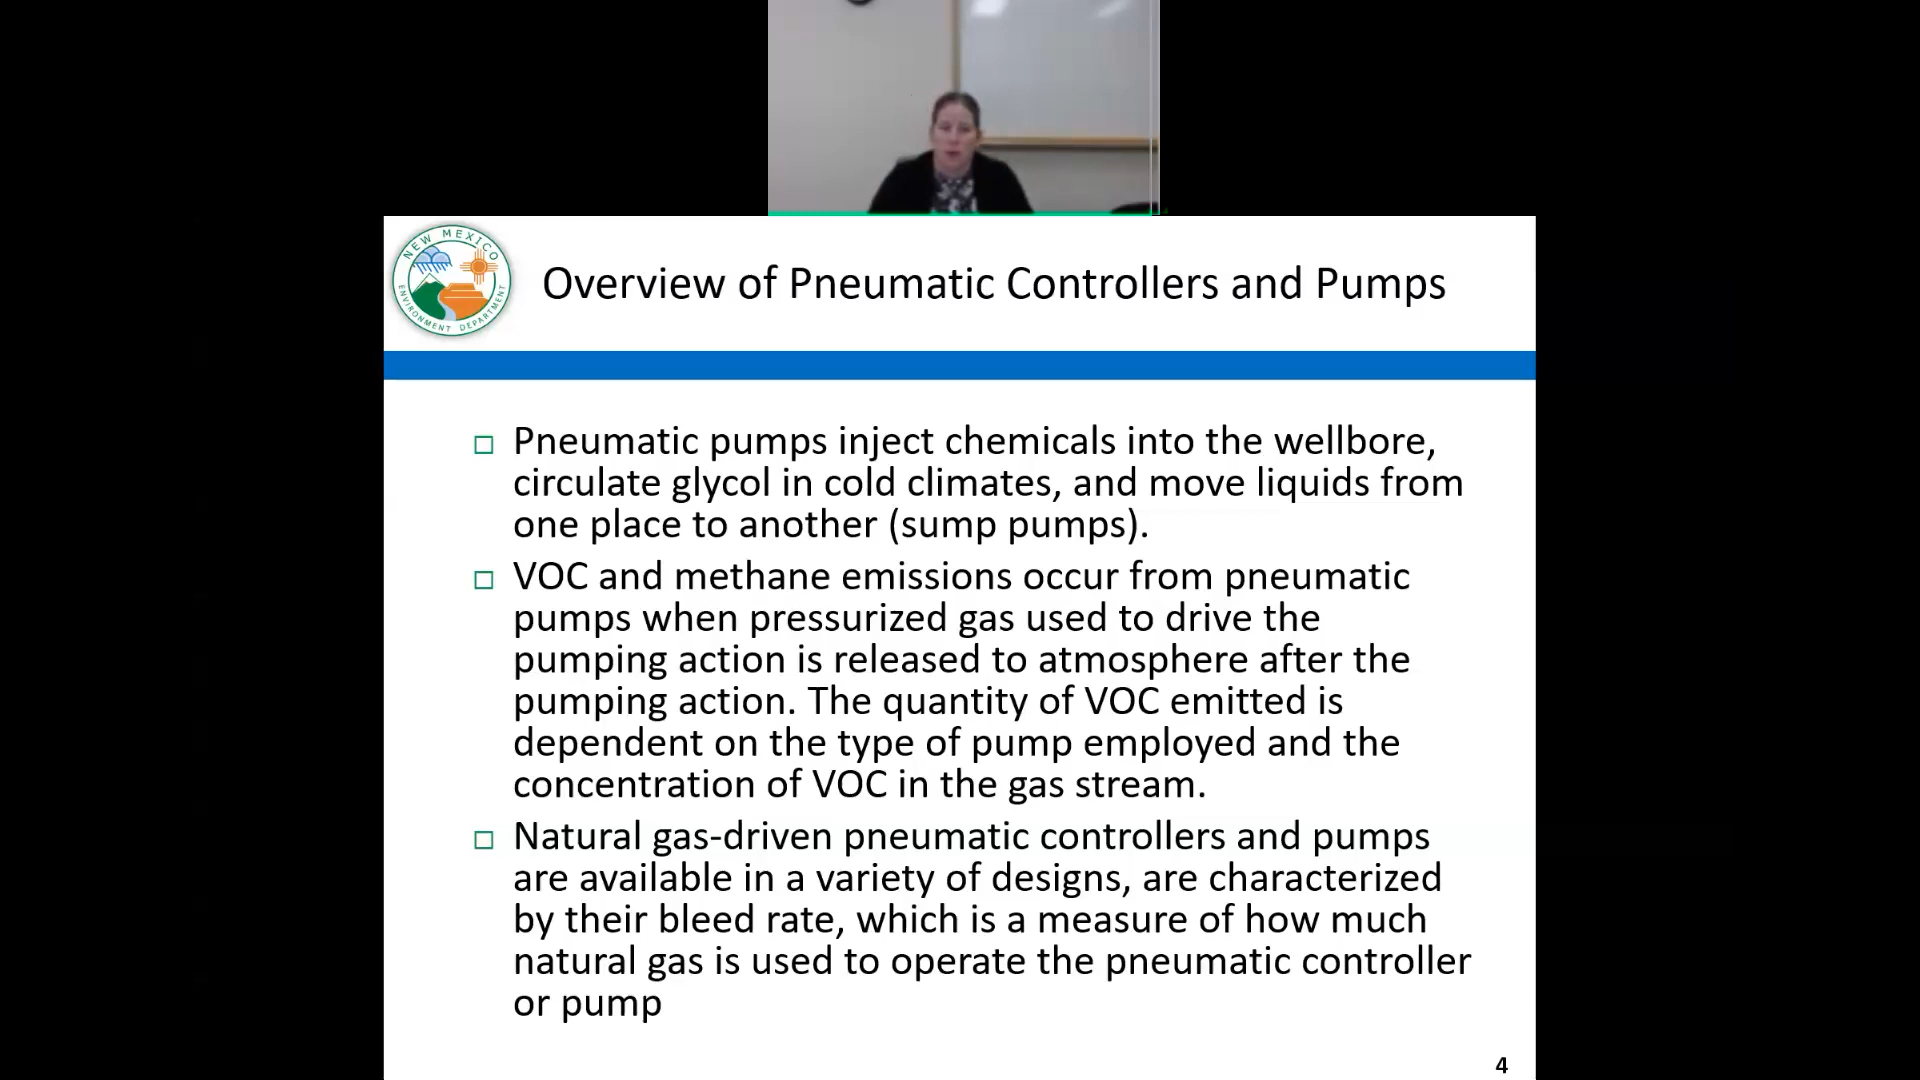 NEW MEXICO
ENVIRONMENT DEPARTMENT
Overview of Pneumatic Controllers and Pumps
Pneumatic pumps inject chemicals into the wellbore,
circulate glycol in cold climates, and move liquids from
one place to another (sump pumps).
VOC and methane emissions occur from pneumatic
pumps when pressurized gas used to drive the
pumping action is released to atmosphere after the
pumping action. The quantity of VOC emitted is
dependent on the type of pump employed and the
concentration of VOC in the gas stream.
Natural gas-driven pneumatic controllers and pumps
are available in a variety of designs, are characterized
by their bleed rate, which is a measure of how much
natural gas is used to operate the pneumatic controller
or pump
4